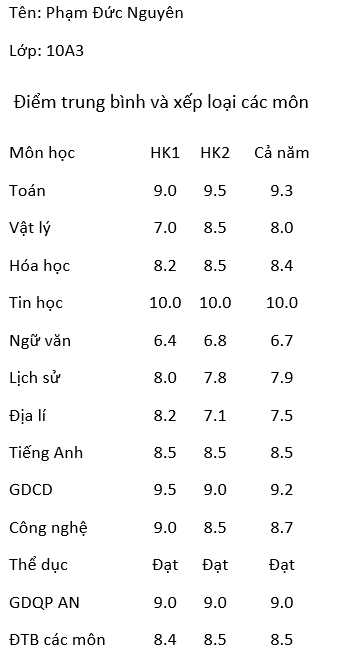 Tên: Phạm Đức Nguyên
Lớp: 10A3
Điểm trung bình và xếp loại các môn
Môn học HK1 HK2 Cả năm
Toán 9.0 9.5 9.3
Vật lý 7.0 8.5 8.0
Hóa học 8.2 8.5 8.4
Tin học 10.0 10.0 10.0
Ngữ văn 6.4 6.8 6.7
Lịch sử 8.0 7.8 7.9
Địa lí 8.2 7.1 7.5
Tiếng Anh 8.5 8.5 8.5
GDCD 9.5 9.0 9.2
Công nghệ 9.0 8.5 8.7
Thể dục Đạt Đạt Đạt
GDQP AN 9.0 9.0 9.0
ĐTB các môn 8.4 8.5 8.5